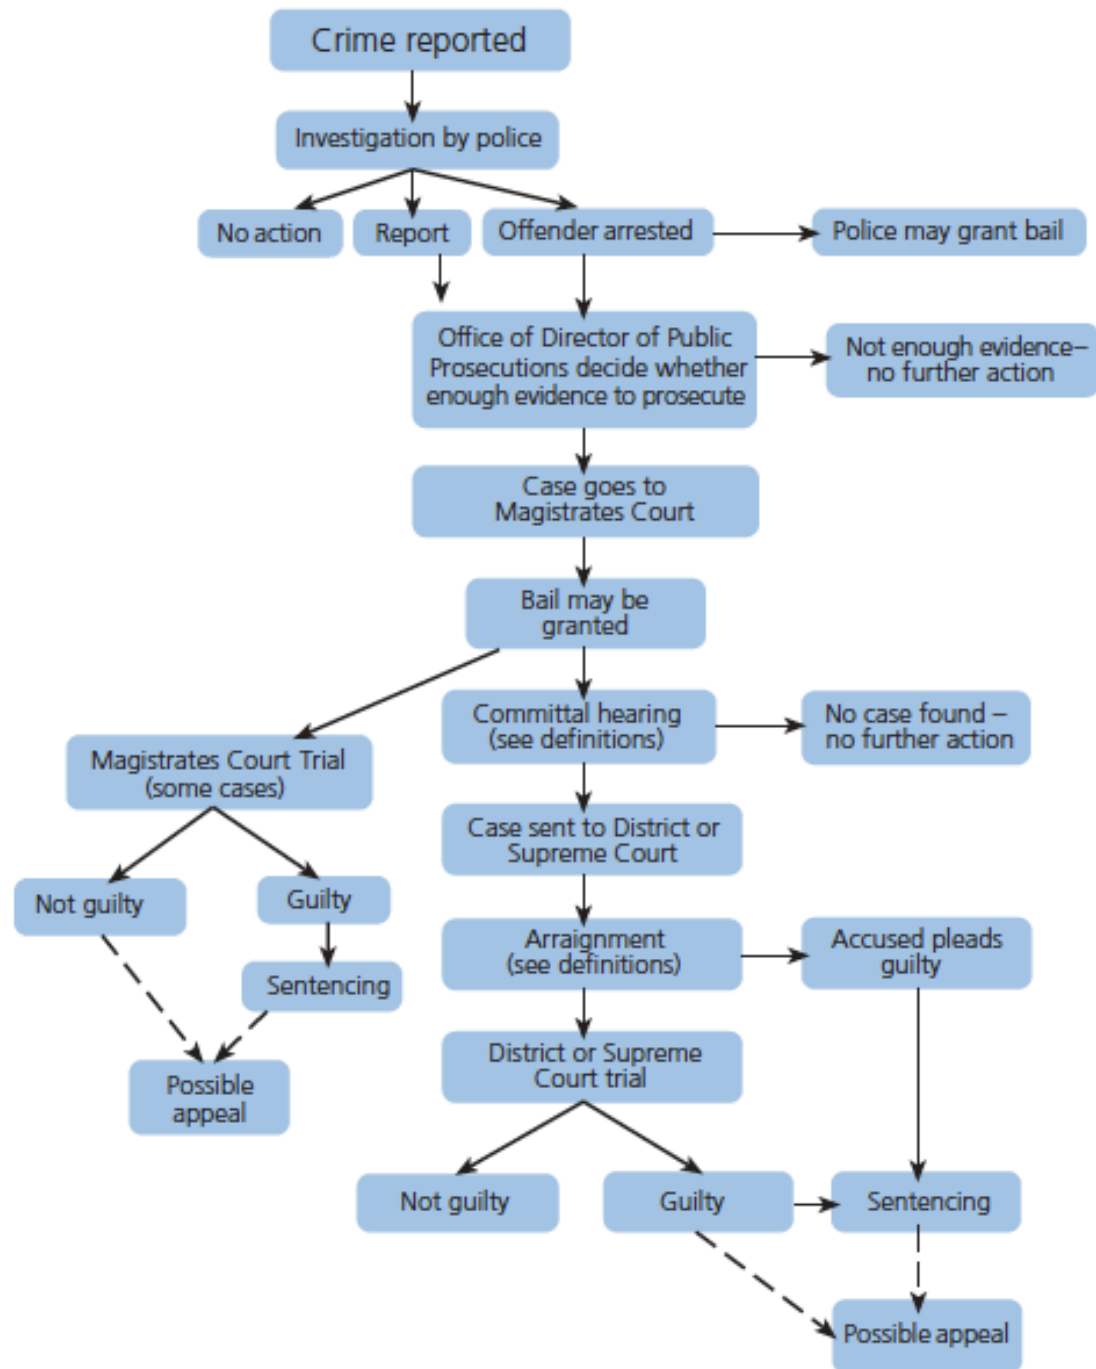 Crime reported
Investigation by police
No action
Report
Offender arrested
Police may grant bail
Office of Director of Public
Prosecutions decide whether
enough evidence to prosecute
Not enough evidence–
no further action
Case goes to
Magistrates Court
Bail may be
granted
Committal hearing
(see definitions)
No case found –
no further action
Magistrates Court Trial
(some cases)
Case sent to District or
Supreme Court
Not guilty
Guilty
Arraignment
(see definitions)
Accused pleads
guilty
Sentencing
District or Supreme
Court trial
Possible
appeal
Not guilty
Guilty
Sentencing
Possible appeal